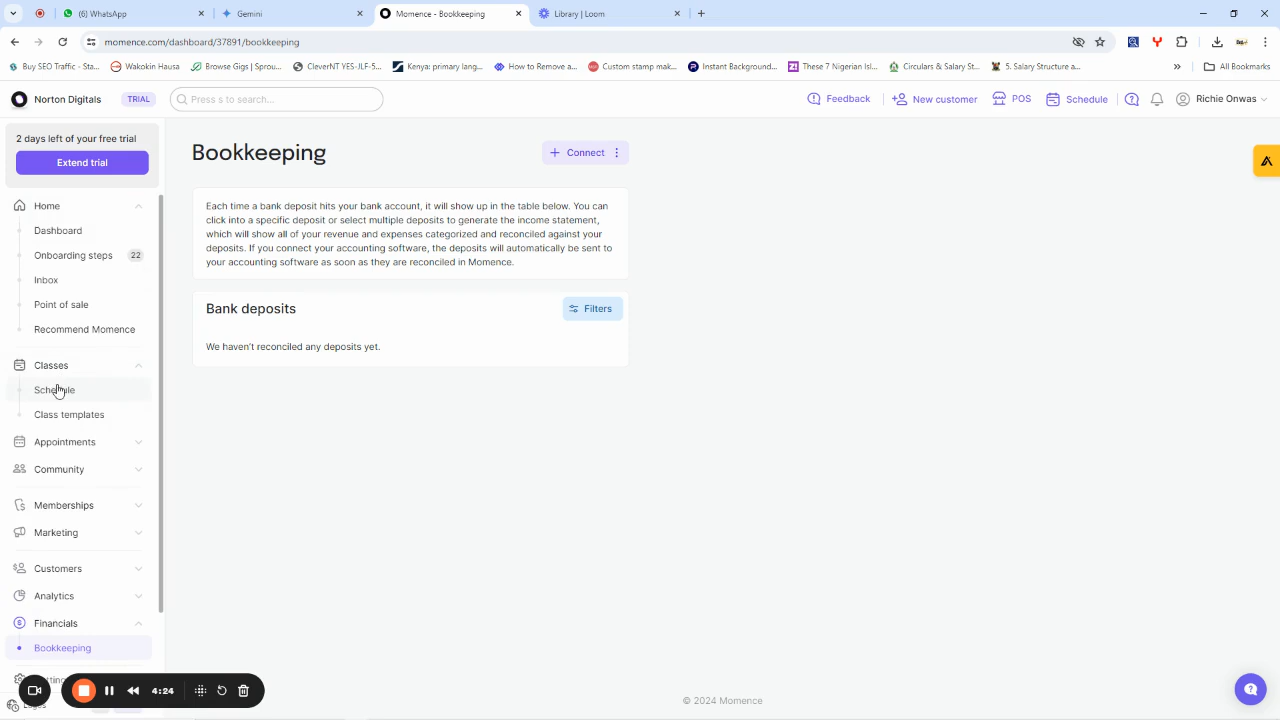 (6) WhatsApp
Gemini
Momence - Bookkeeping
Library | Loom
momence.com/dashboard/37891/bookkeeping
Buy SEO Traffic - Sta...
Wakokin Hausa
Browse Gigs | Sprou...
CleverNT YES-JLF-5...
Kenya: primary lang...
How to Remove a...
Custom stamp mak...
Instant Background...
These 7 Nigerian Isl...
Circulars & Salary St...
5. Salary Structure a...
All Bookmarks
Norton Digitals
TRIAL
Press s to search...
Feedback
New customer
POS
Schedule
Richie Onwas
2 days left of your free trial
Extend trial
Home
Dashboard
Onboarding steps 22
Inbox
Point of sale
Recommend Momence
Classes
Schedule
Class templates
Appointments
Community
Memberships
Marketing
Customers
Analytics
Financials
Bookkeeping
4:24
Bookkeeping
+ Connect
Each time a bank deposit hits your bank account, it will show up in the table below. You can
click into a specific deposit or select multiple deposits to generate the income statement,
which will show all of your revenue and expenses categorized and reconciled against your
deposits. If you connect your accounting software, the deposits will automatically be sent to
your accounting software as soon as they are reconciled in Momence.
Bank deposits
Filters
We haven't reconciled any deposits yet.
© 2024 Momence